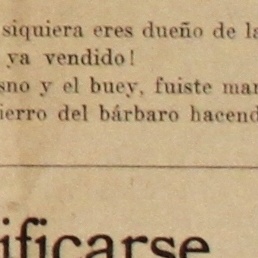 siquiera eres dueño de la
ya vendido!
sno y el buey, fuiste mar
ierro del bárbaro hacend
ificarse